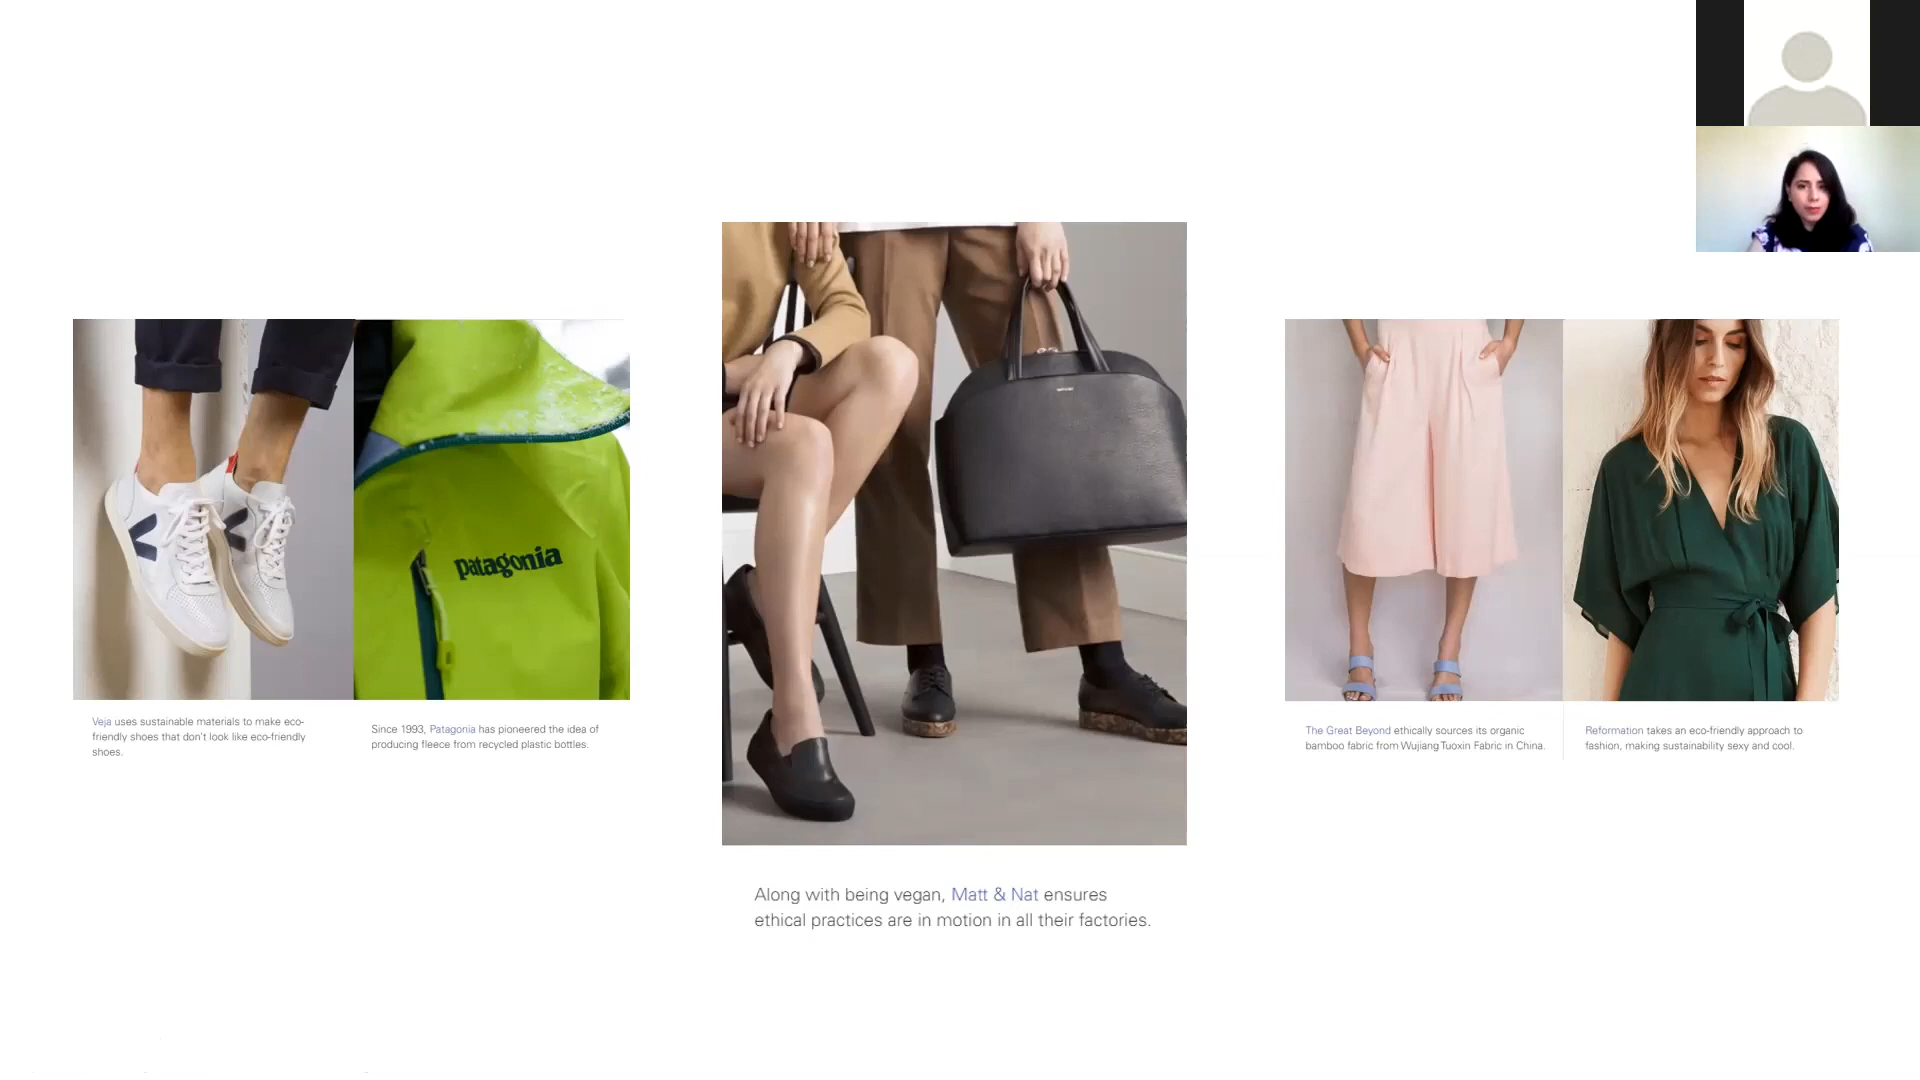 patagonia
Veja uses sustainable materials to make eco-
friendly shoes that don't look like eco-friendly
shoes.
Since 1993, Patagonia has pioneered the idea of
producing fleece from recycled plastic bottles.
Along with being vegan, Matt & Nat ensures
ethical practices are in motion in all their factories.
The Great Beyond ethically sources its organic
bamboo fabric from Wujiang Tuoxin Fabric in China.
Reformation takes an eco-friendly approach to
fashion, making sustainability sexy and cool.